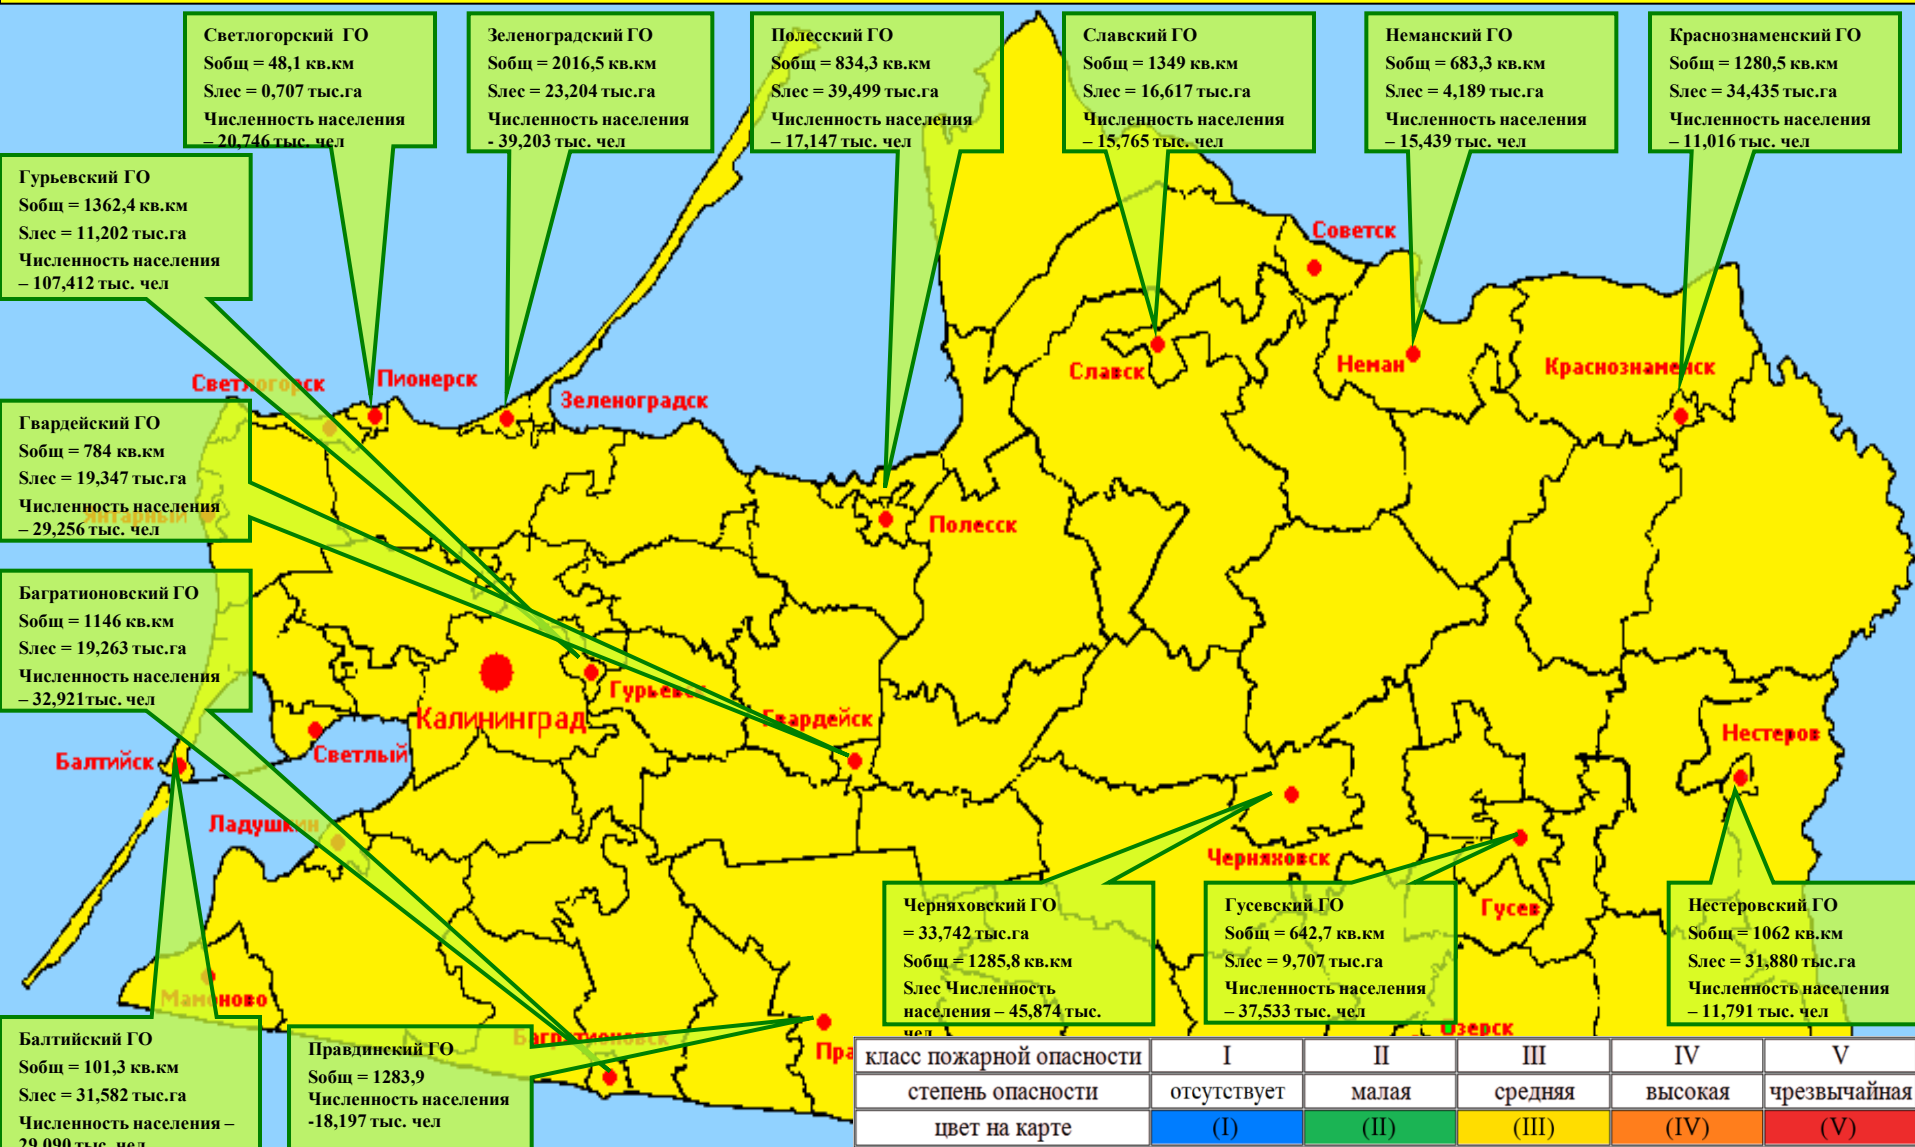 Светлогорский ГО
Sобщ = 48,1 кв.км
Sлес = 0,707 тыс.га
Численность населения
– 20,746 тыс. чел
Зеленоградский ГО
Sобщ = 2016,5 кв.км
Sлес = 23,204 тыс.га
Численность населения
- 39,203 тыс. чел
Полесский ГО
Sобщ = 834,3 кв.км
Sлес = 39,499 тыс.га
Численность населения
– 17,147 тыс. чел
Славский ГО
Sобщ = 1349 кв.км
Sлес = 16,617 тыс.га
Численность населения
– 15,765 тыс. чел
Неманский ГО
Sобщ = 683,3 кв.км
Sлес = 4,189 тыс.га
Численность населения
– 15,439 тыс. чел
Краснознаменский ГО
Sобщ = 1280,5 кв.км
Sлес = 34,435 тыс.га
Численность населения
– 11,016 тыс. чел
Гурьевский ГО
Sобщ = 1362,4 кв.км
Sлес = 11,202 тыс.га
Численность населения
– 107,412 тыс. чел
Советск
Светлогорск
Пионерск
Зеленоградск
Славск
Неман
Краснознаменск
Гвардейский ГО
Sобщ = 784 кв.км
Sлес = 19,347 тыс.га
Численность населения
– 29,256 тыс. чел
Янтарный
Полесск
Багратионовский ГО
Sобщ = 1146 кв.км
Sлес = 19,263 тыс.га
Численность населения
– 32,921тыс. чел
Гурьевск
Калининград
Гвардейск
Нестеров
Балтийск
Светлый
Ладушкин
Черняховск
Гусев
Мамоново
Багратионовск
Пра
Озерск
Черняховский ГО
= 33,742 тыс.га
Sобщ = 1285,8 кв.км
Sлес Численность
населения – 45,874 тыс.
чел
Гусевский ГО
Sобщ = 642,7 кв.км
Sлес = 9,707 тыс.га
Численность населения
– 37,533 тыс. чел
Нестеровский ГО
Sобщ = 1062 кв.км
Sлес = 31,880 тыс.га
Численность населения
– 11,791 тыс. чел
Балтийский ГО
Sобщ = 101,3 кв.км
Sлес = 31,582 тыс.га
Численность населения –
29,090 тыс. чел
Правдинский ГО
Sобщ = 1283,9
Численность населения
-18,197 тыс. чел
класс пожарной опасности I II III IV V
степень опасности отсутствует малая средняя высокая чрезвычайная
цвет на карте (I) (II) (III) (IV) (V)